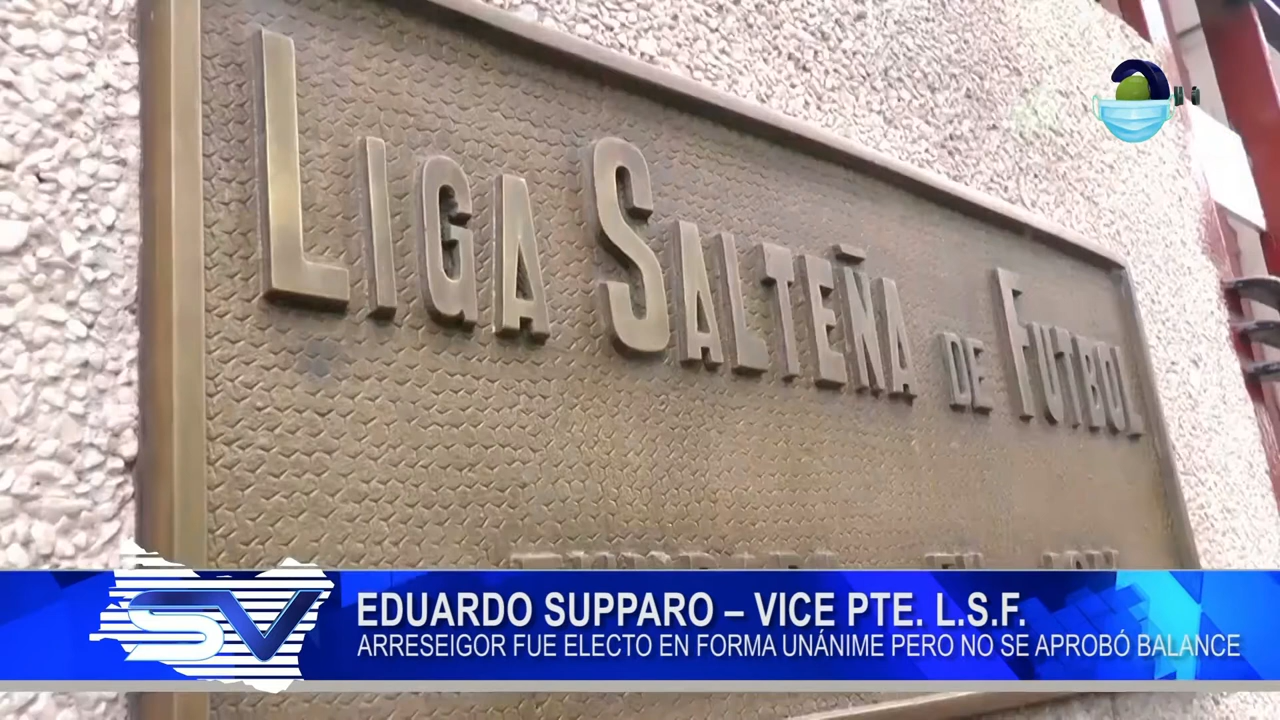 LIGA SALTEÑA DE FUTBOL
SV
EDUARDO SUPPARO – VICE PTE. L.S.F.
ARRESEIGOR FUE ELECTO EN FORMA UNÁNIME PERO NO SE APROBÓ BALANCE